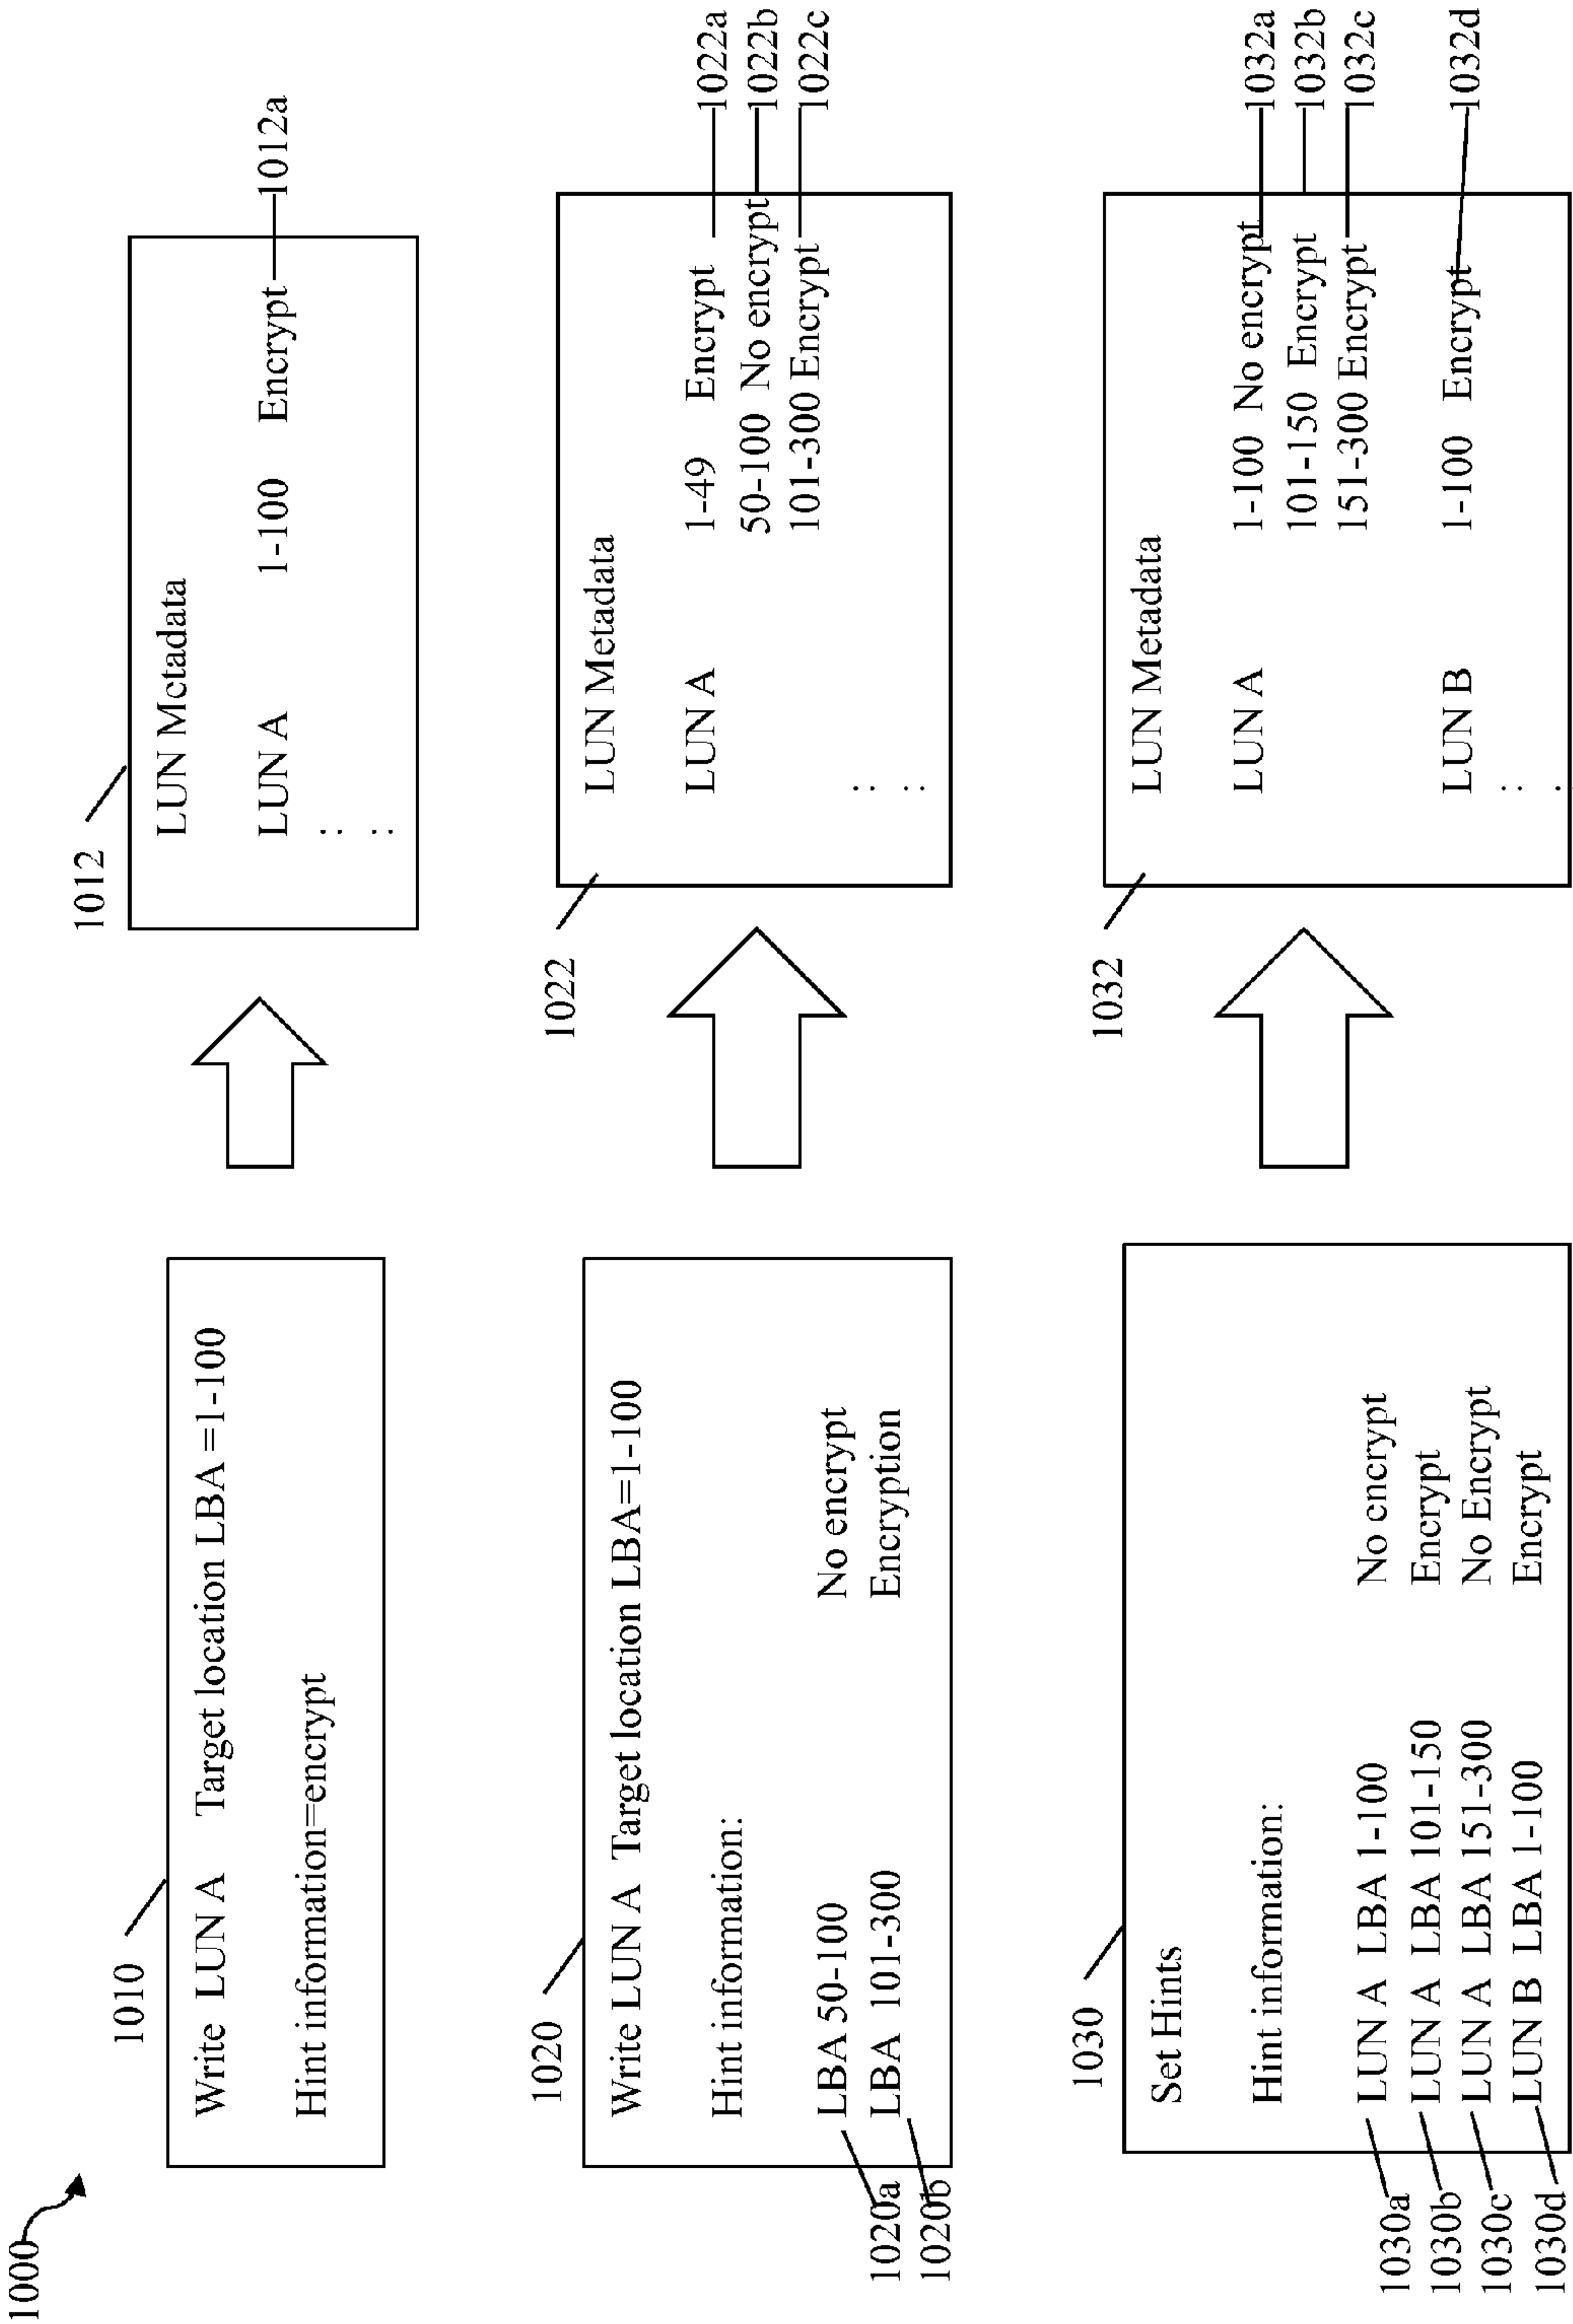 1000
1010
Write LUN A Target location LBA =1-100
Hint information=encrypt
1012
LUN Metadata
LUN A 1-100 Encrypt
1012a
:
:
1020
Write LUN A Target location LBA=1-100
Hint information:
LBA 50-100 No encrypt
LBA 101-300 Encryption
1020a
1020b
1022
LUN Metadata
LUN A 1-49 Encrypt
50-100 No encrypt
101-300 Encrypt
:
:
1022a
1022b
1022c
1030
Set Hints
Hint information:
LUN A LBA 1-100 No encrypt
LUN A LBA 101-150 Encrypt
LUN A LBA 151-300 No Encrypt
LUN B LBA 1-100 Encrypt
1030a
1030b
1030c
1030d
1032
LUN Metadata
LUN A 1-100 No encrypt
101-150 Encrypt
151-300 Encrypt
LUN B 1-100 Encrypt
:
:
1032a
1032b
1032c
1032d